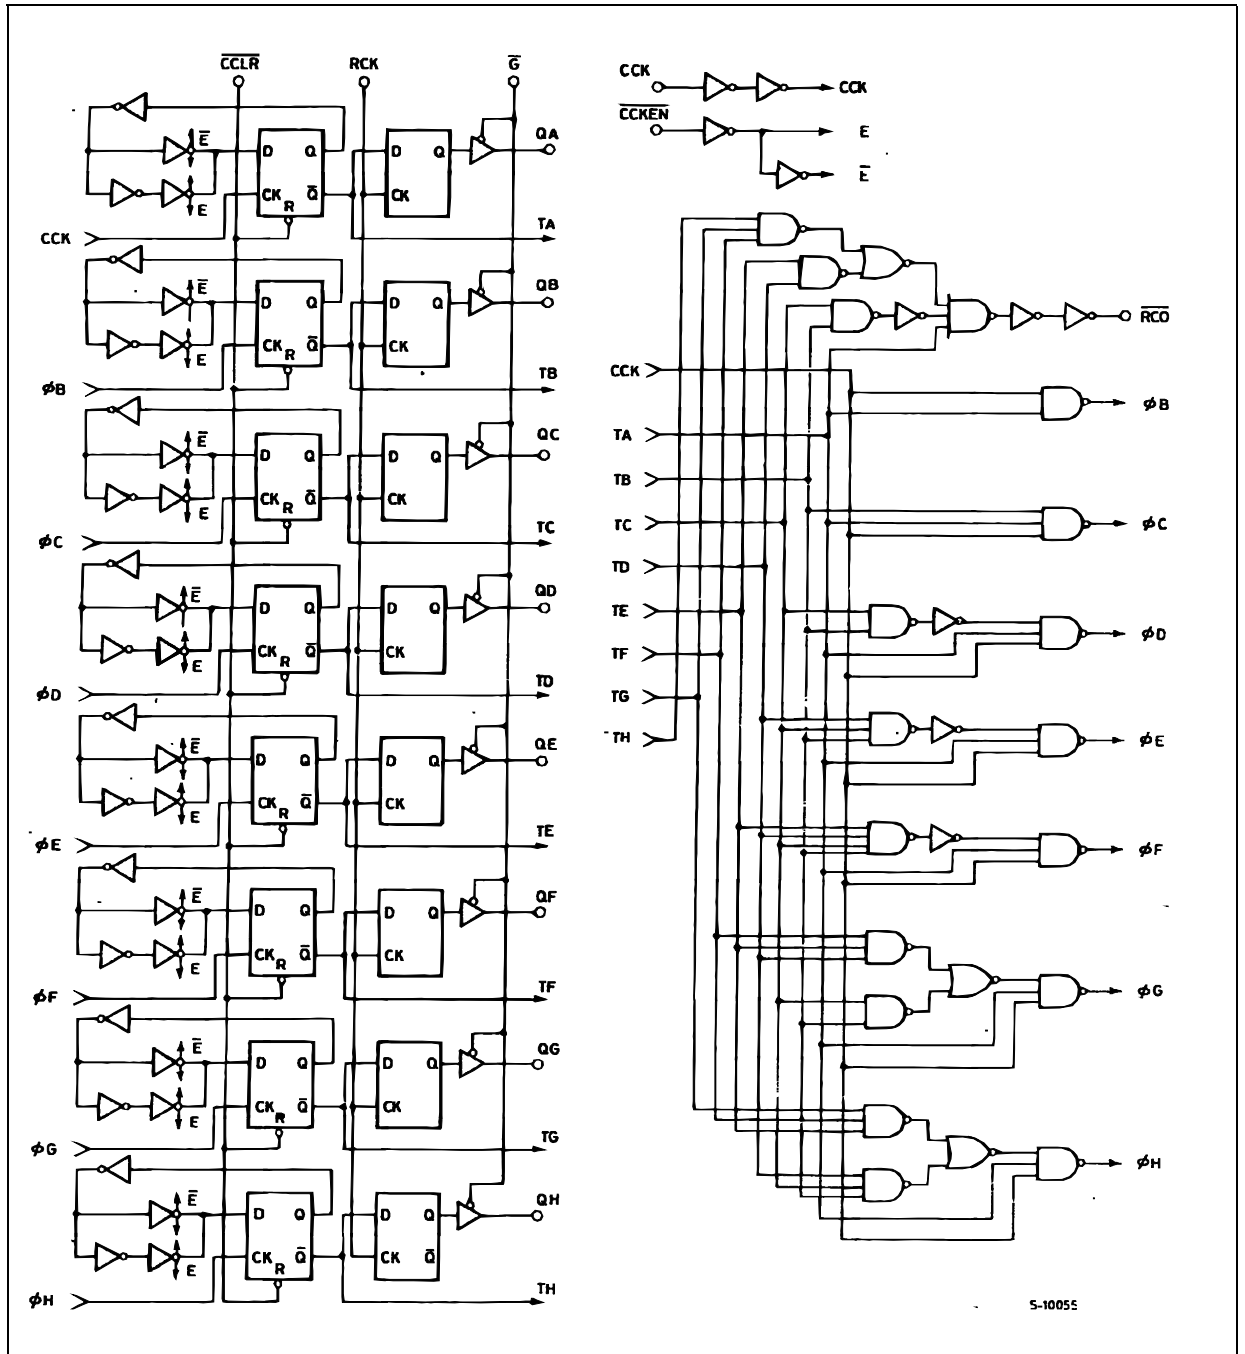 C̅C̅L̅R̅ RCK G̅
D Q D Q QA
E̅
E
CK R Q̅ CK
CCK TA
D Q D Q QB
E̅
E
CK R Q̅ CK
ϕB TB
D Q D Q QC
E̅
E
CK R Q̅ CK
ϕC TC
D Q D Q QD
E̅
E
CK R Q̅ CK
ϕD TD
D Q D Q QE
E̅
E
CK R Q̅ CK
ϕE TE
D Q D Q QF
E̅
E
CK R Q̅ CK
ϕF TF
D Q D Q QG
E̅
E
CK R Q̅ CK
ϕG TG
D Q D Q QH
E̅
E
CK R Q̅ CK Q̅
ϕH TH
CCK CCK
C̅C̅K̅E̅N̅ E
E̅
R̅C̅O̅
CCK
ϕB
TA
TB
TC ϕC
TD
TE
ϕD
TF
TG
TH ϕE
ϕF
ϕG
ϕH
S-10055